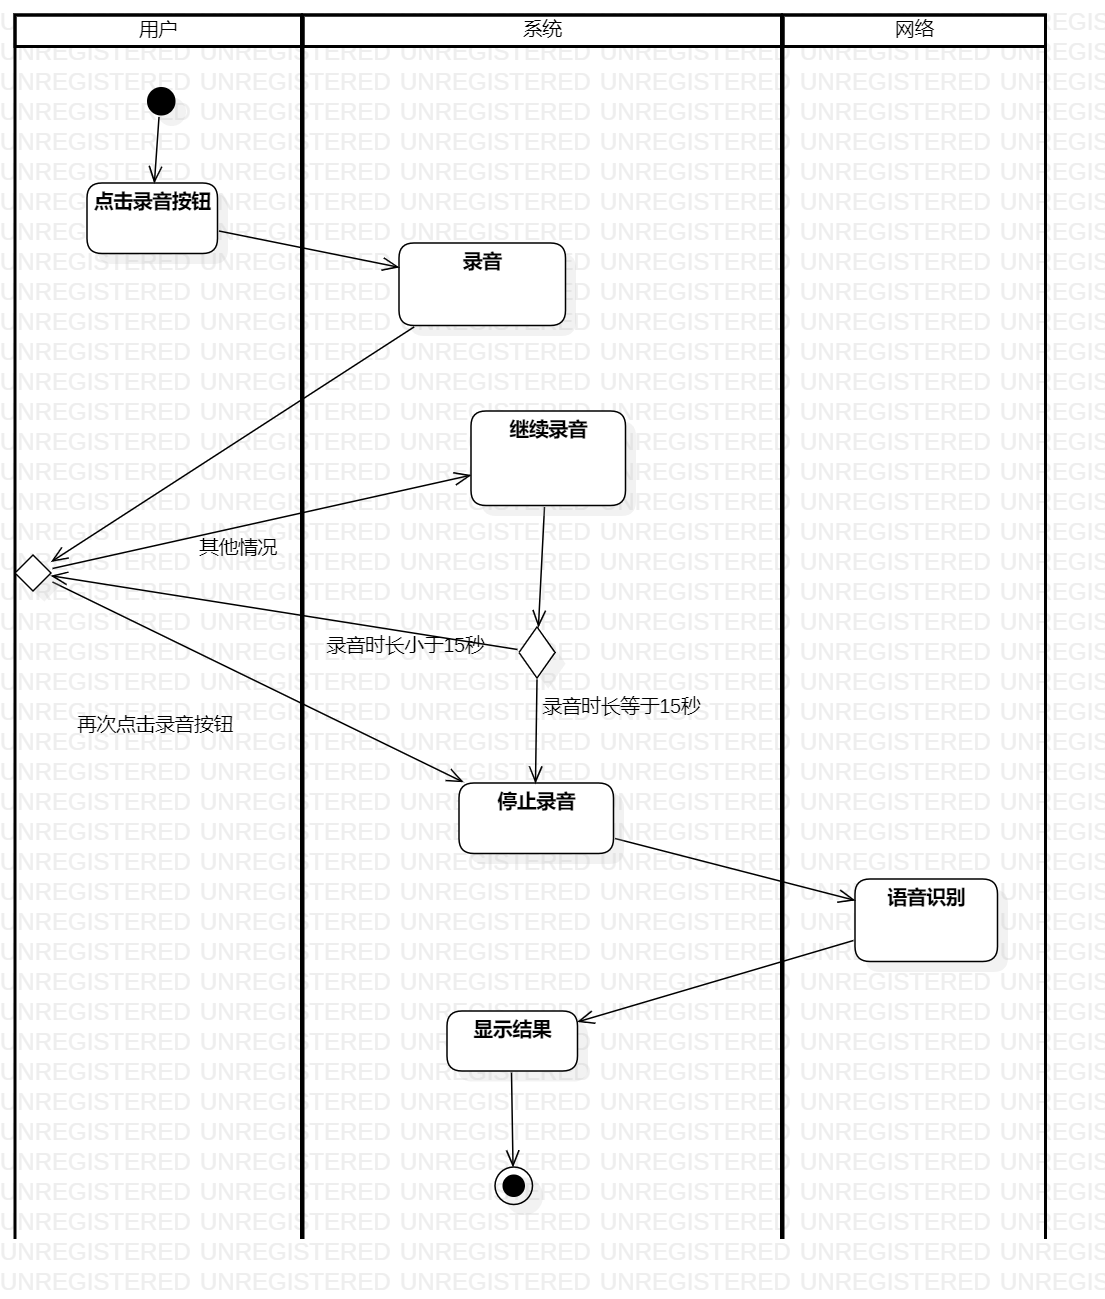 用户
系统
网络
点击录音按钮
录音
继续录音
其他情况
录音时长小于15秒
录音时长等于15秒
再次点击录音按钮
停止录音
语音识别
显示结果
UNREGISTERED